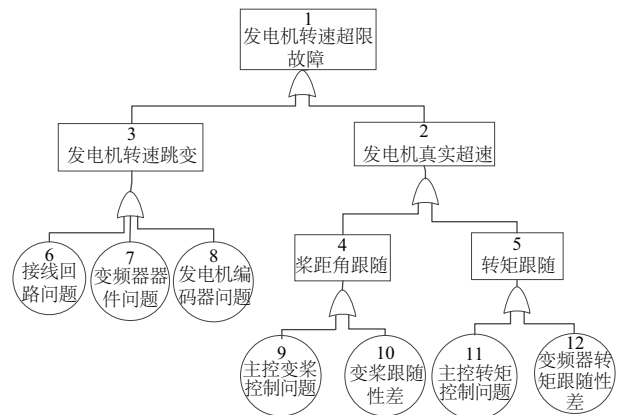 1
发电机转速超限
故障
3
发电机转速跳变
2
发电机真实超速
4
桨距角跟随
5
转矩跟随
6
接线回
路问题
7
变频器器
件问题
8
发电机编
码器问题
9
主控变桨
控制问题
10
变桨跟随
性差
11
主控转矩
控制问题
12
变频器转
矩跟随性
差